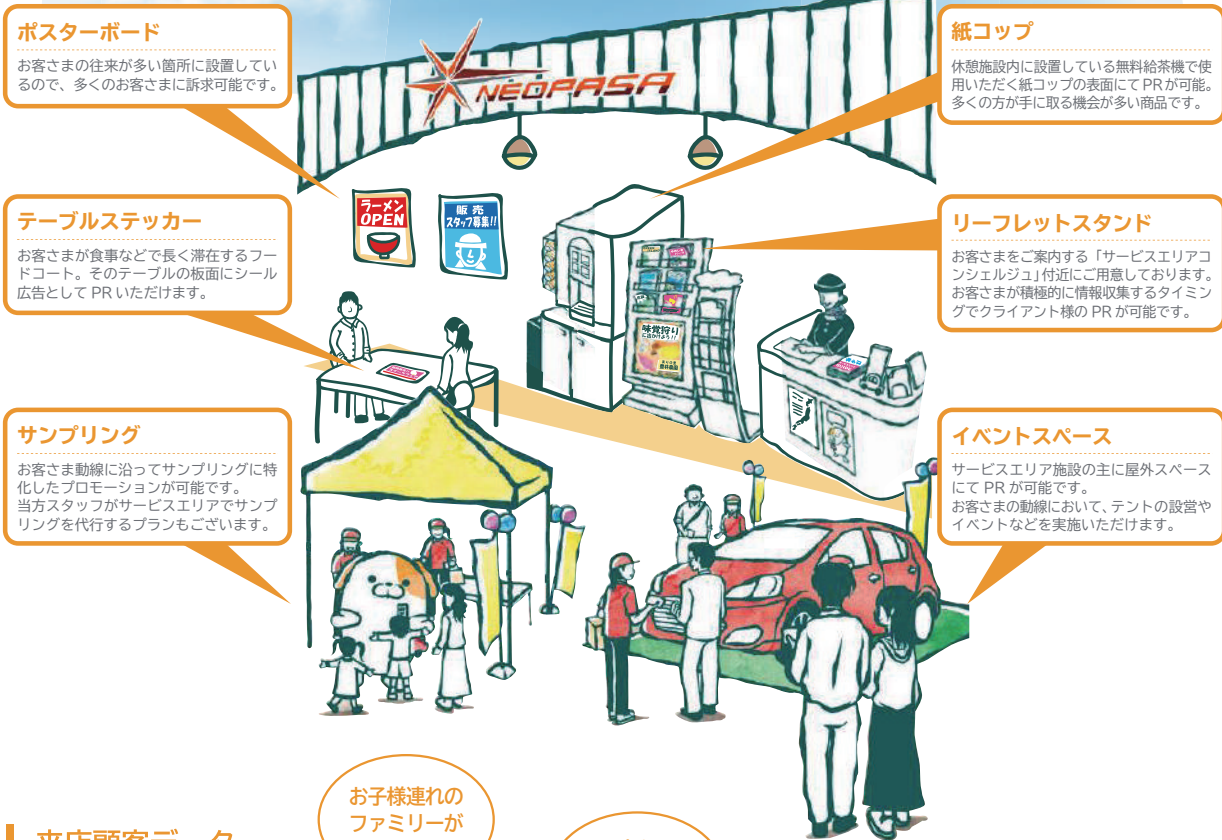 ポスターボード
お客さまの往来が多い箇所に設置してい
るので、多くのお客さまに訴求可能です。
紙コップ
休憩施設内に設置している無料給茶機で使
用いただく紙コップの表面にて PR が可能。
多くの方が手に取る機会が多い商品です。
NEOPASA
ラーメン
OPEN
販売
スタッフ募集!!
テーブルステッカー
お客さまが食事などで長く滞在するフー
ドコート。そのテーブルの板面にシール
広告として PR いただけます。
リーフレットスタンド
お客さまをご案内する「サービスエリアコ
ンシェルジュ」付近にご用意しております。
お客さまが積極的に情報収集するタイミン
グでクライアント様の PR が可能です。
味覚狩り
に出かけよう!!
サンプリング
お客さま動線に沿ってサンプリングに特
化したプロモーションが可能です。
当方スタッフがサービスエリアでサンプ
リングを代行するプランもございます。
イベントスペース
サービスエリア施設の主に屋外スペース
にて PR が可能です。
お客さまの動線において、テントの設営や
イベントなどを実施いただけます。
お子様連れの
ファミリーが
来店顧客データ